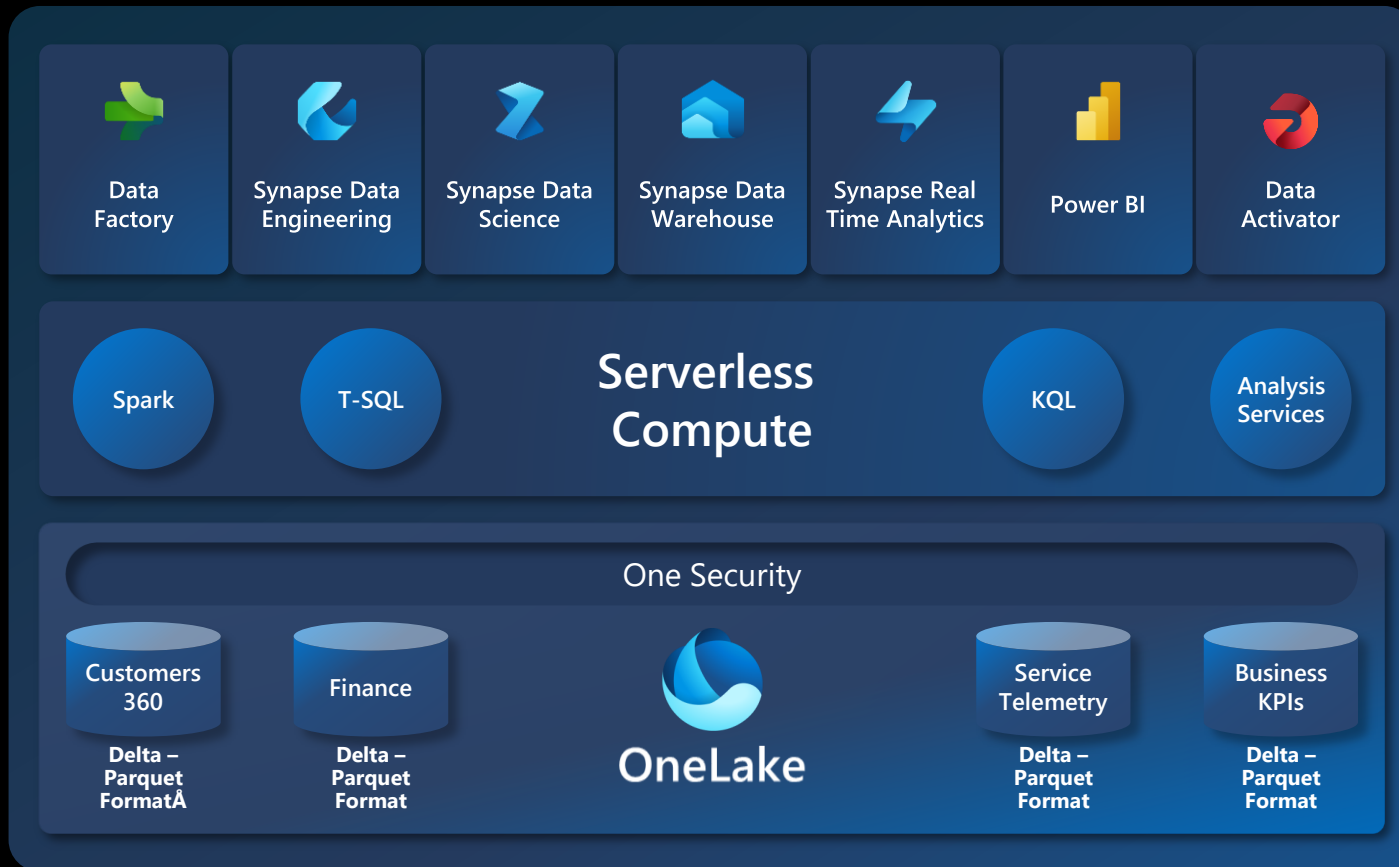 Data
Factory
Synapse Data
Engineering
Synapse Data
Science
Synapse Data
Warehouse
Synapse Real
Time Analytics
Power BI
Data
Activator
Spark
T-SQL
Serverless
Compute
KQL
Analysis
Services
One Security
Customers
360
Delta –
Parquet
FormatÅ
Finance
Delta –
Parquet
Format
OneLake
Service
Telemetry
Delta –
Parquet
Format
Business
KPIs
Delta –
Parquet
Format